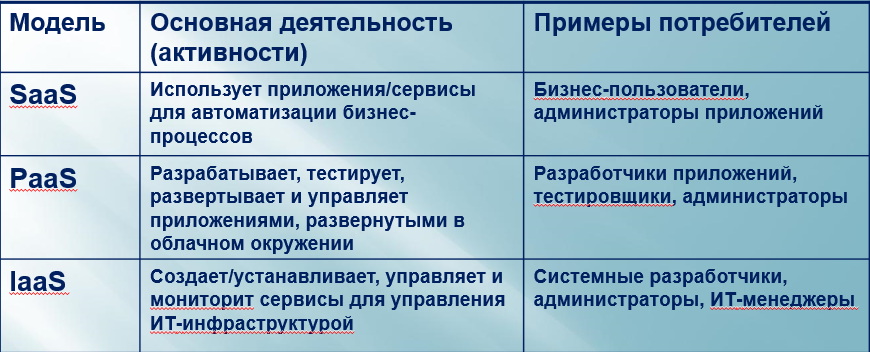 Модель
Основная деятельность
(активности)
Примеры потребителей
SaaS
Использует приложения/сервисы
для автоматизации бизнес-
процессов
Бизнес-пользователи,
администраторы приложений
PaaS
Разрабатывает, тестирует,
развертывает и управляет
приложениями, развернутыми в
облачном окружении
Разработчики приложений,
тестировщики, администраторы
IaaS
Создает/устанавливает, управляет и
мониторит сервисы для управления
ИТ-инфраструктурой
Системные разработчики,
администраторы, ИТ-менеджеры